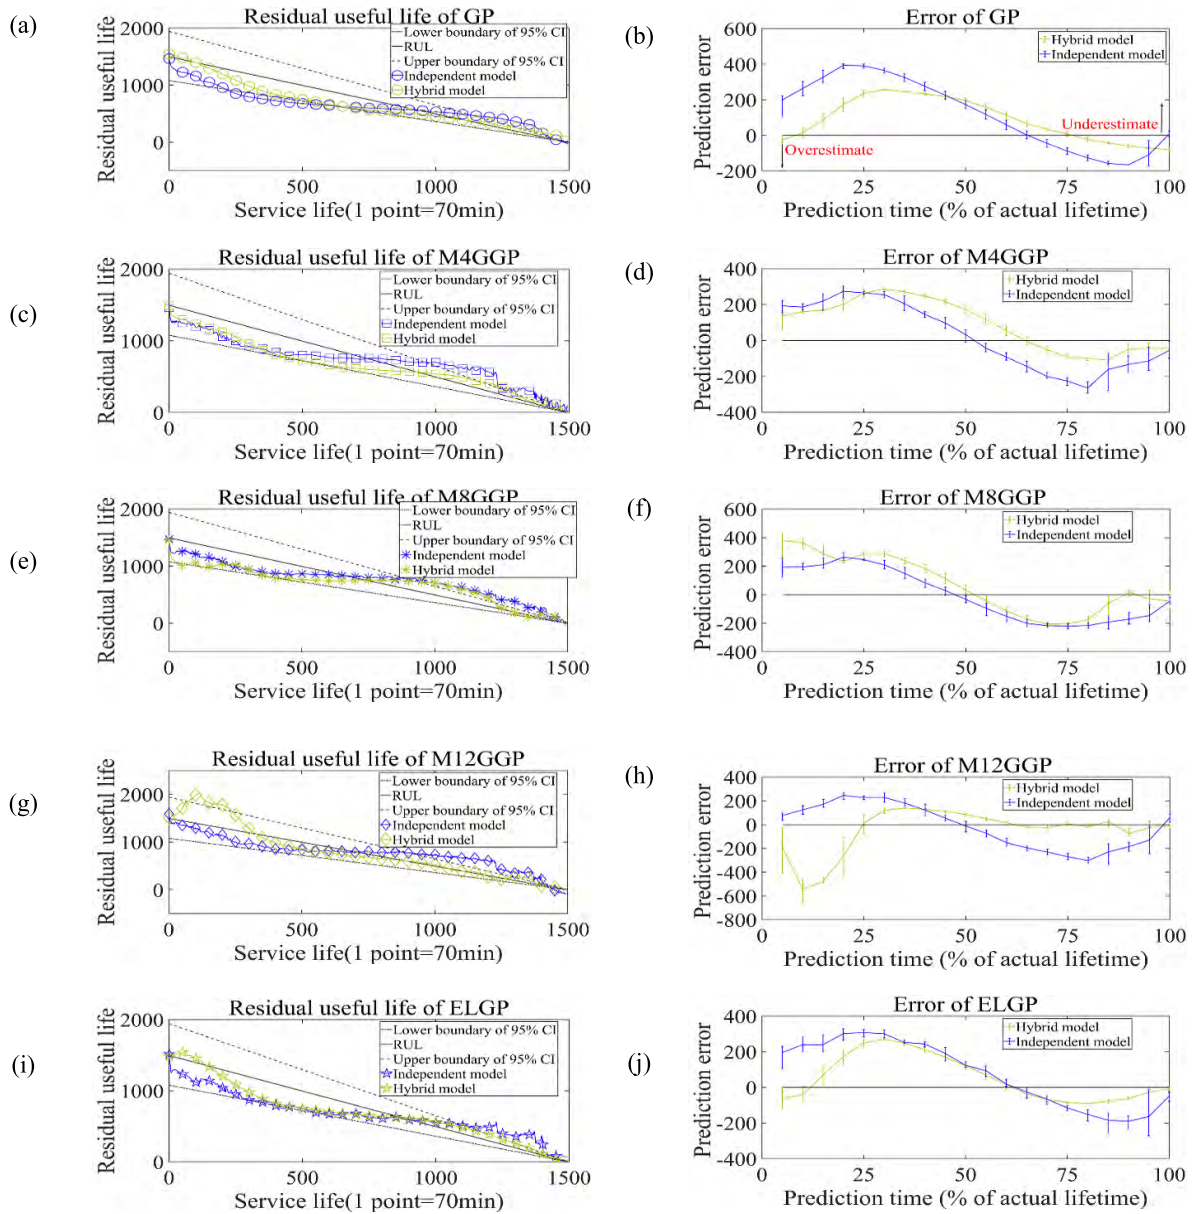 (a)
Residual useful life of GP
Residual useful life
2000
1000
0
Lower boundary of 95% CI
RUL
Upper boundary of 95% CI
Independent model
Hybrid model
0 500 1000 1500
Service life(1 point=70min)
(b)
Error of GP
Prediction error
600
400
200
0
-200
Hybrid model
Independent model
Underestimate
Overestimate
0 25 50 75 100
Prediction time (% of actual lifetime)
(c)
Residual useful life of M4GGP
Residual useful life
2000
1000
0
Lower boundary of 95% CI
RUL
Upper boundary of 95% CI
Independent model
Hybrid model
0 500 1000 1500
Service life(1 point=70min)
(d)
Error of M4GGP
Prediction error
400
200
0
-200
-400
Hybrid model
Independent model
0 25 50 75 100
Prediction time (% of actual lifetime)
(e)
Residual useful life of M8GGP
Residual useful life
2000
1000
0
Lower boundary of 95% CI
RUL
Upper boundary of 95% CI
Independent model
Hybrid model
0 500 1000 1500
Service life(1 point=70min)
(f)
Error of M8GGP
Prediction error
600
400
200
0
-200
-400
Hybrid model
Independent model
0 25 50 75 100
Prediction time (% of actual lifetime)
(g)
Residual useful life of M12GGP
Residual useful life
2000
1000
0
Lower boundary of 95% CI
RUL
Upper boundary of 95% CI
Independent model
Hybrid model
0 500 1000 1500
Service life(1 point=70min)
(h)
Error of M12GGP
Prediction error
400
200
0
-200
-400
-600
-800
Hybrid model
Independent model
0 25 50 75 100
Prediction time (% of actual lifetime)
(i)
Residual useful life of ELGP
Residual useful life
2000
1000
0
Lower boundary of 95% CI
RUL
Upper boundary of 95% CI
Independent model
Hybrid model
0 500 1000 1500
Service life(1 point=70min)
(j)
Error of ELGP
Prediction error
400
200
0
-200
-400
Hybrid model
Independent model
0 25 50 75 100
Prediction time (% of actual lifetime)